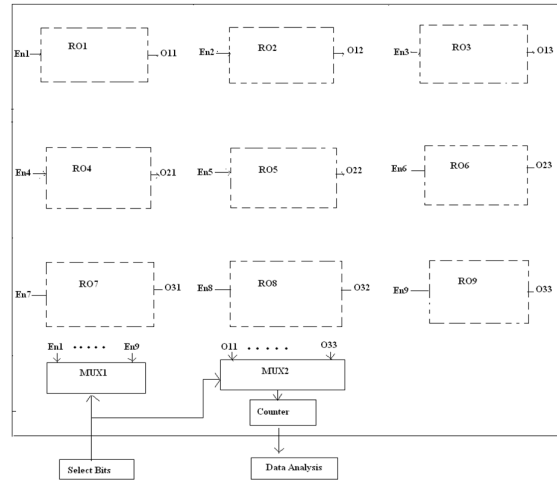 RO1 RO2 RO3
En1 O11 En2 O12 En3 O13
RO4 RO5 RO6
En4 O21 En5 O22 En6 O23
RO7 RO8 RO9
En7 O31 En8 O32 En9 O33
En1 ..... En9 O11 ..... O33
MUX1 MUX2
Counter
Select Bits Data Analysis